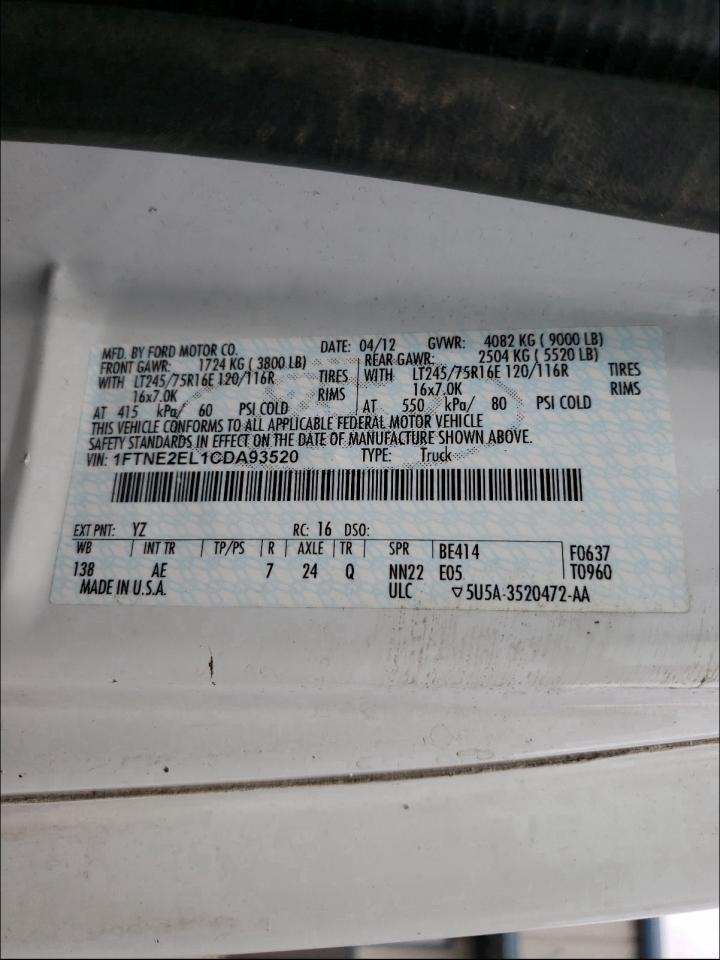 MFD. BY FORD MOTOR CO. DATE: 04/12 GVWR: 4082 KG ( 9000 LB)
FRONT GAWR: 1724 KG ( 3800 LB) REAR GAWR: 2504 KG ( 5520 LB)
WITH LT245/75R16E 120/116R TIRES WITH LT245/75R16E 120/116R TIRES
16x7.0K RIMS 16x7.0K RIMS
AT 415 kPa/ 60 PSI COLD AT 550 kPa/ 80 PSI COLD
THIS VEHICLE CONFORMS TO ALL APPLICABLE FEDERAL MOTOR VEHICLE
SAFETY STANDARDS IN EFFECT ON THE DATE OF MANUFACTURE SHOWN ABOVE.
VIN: 1FTNE2EL1CDA93520 TYPE: Truck
EXT PNT: YZ RC: 16 DSO:
WB INT TR TP/PS R AXLE TR SPR BE414 F0637
138 AE 7 24 Q NN22 E05 T0960
MADE IN U.S.A. ULC ▽5U5A-3520472-AA